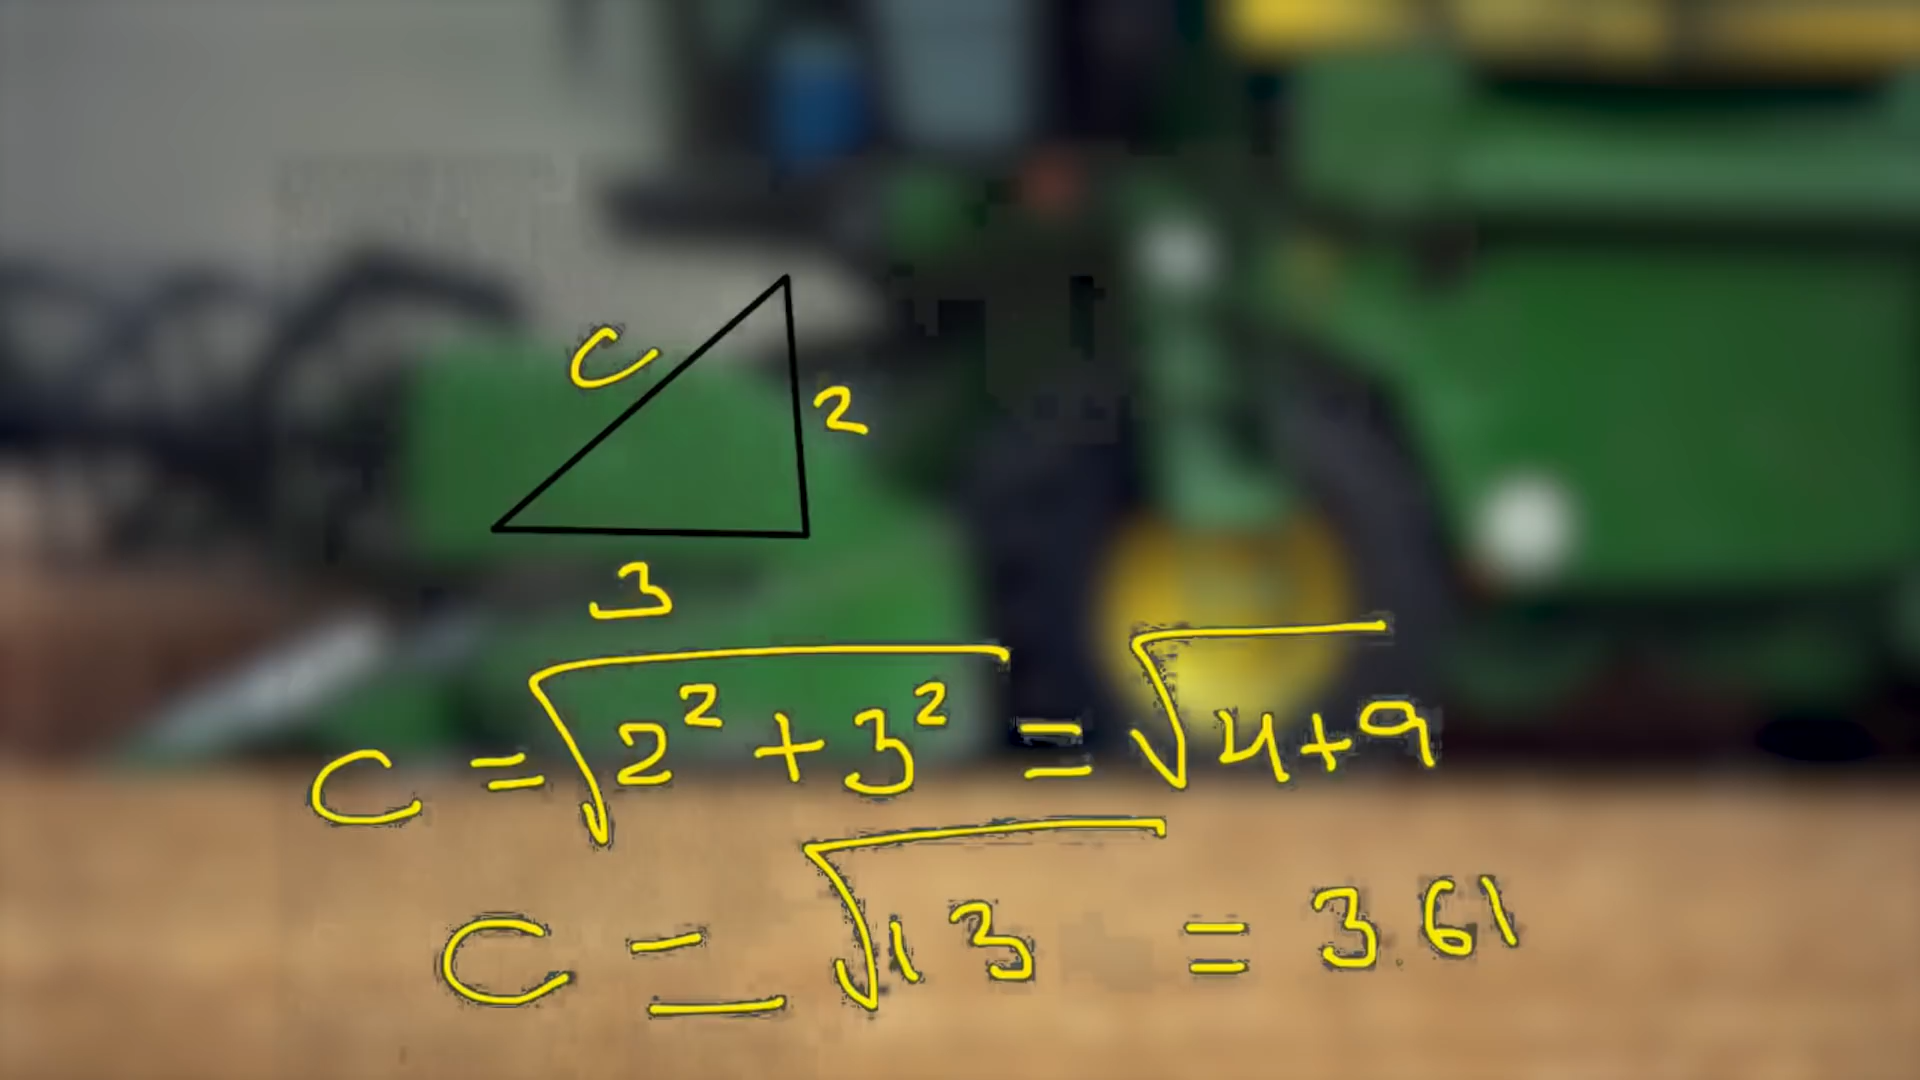 c
2
3
c = √2² + 3² = √4+9
c = √13 = 3.61